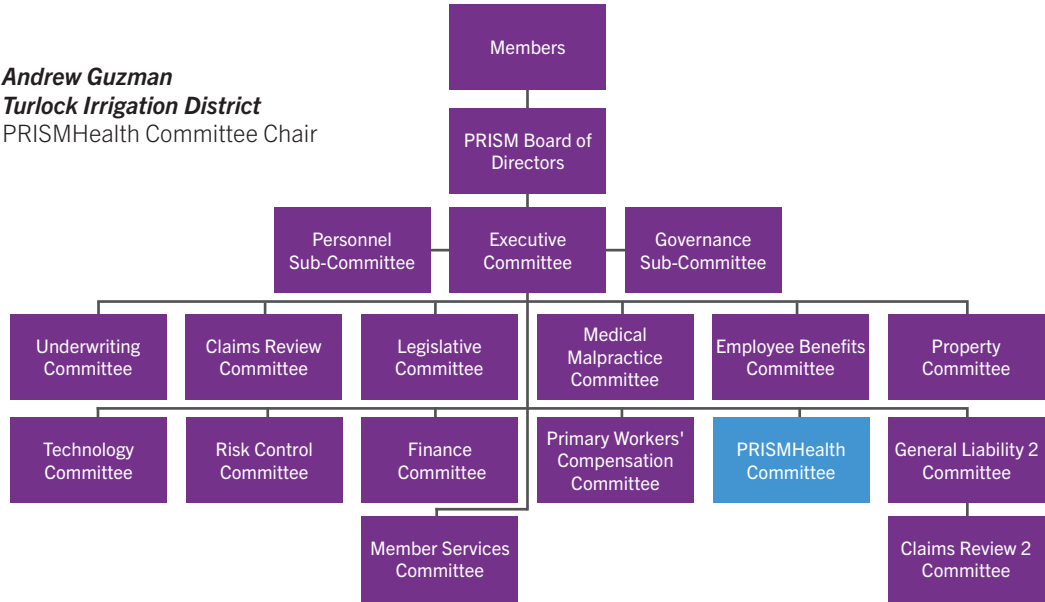 Members
Andrew Guzman
Turlock Irrigation District
PRISMHealth Committee Chair
PRISM Board of
Directors
Personnel
Sub-Committee
Executive
Committee
Governance
Sub-Committee
Underwriting
Committee
Claims Review
Committee
Legislative
Committee
Medical
Malpractice
Committee
Employee Benefits
Committee
Property
Committee
Technology
Committee
Risk Control
Committee
Finance
Committee
Primary Workers'
Compensation
Committee
PRISMHealth
Committee
General Liability 2
Committee
Member Services
Committee
Claims Review 2
Committee